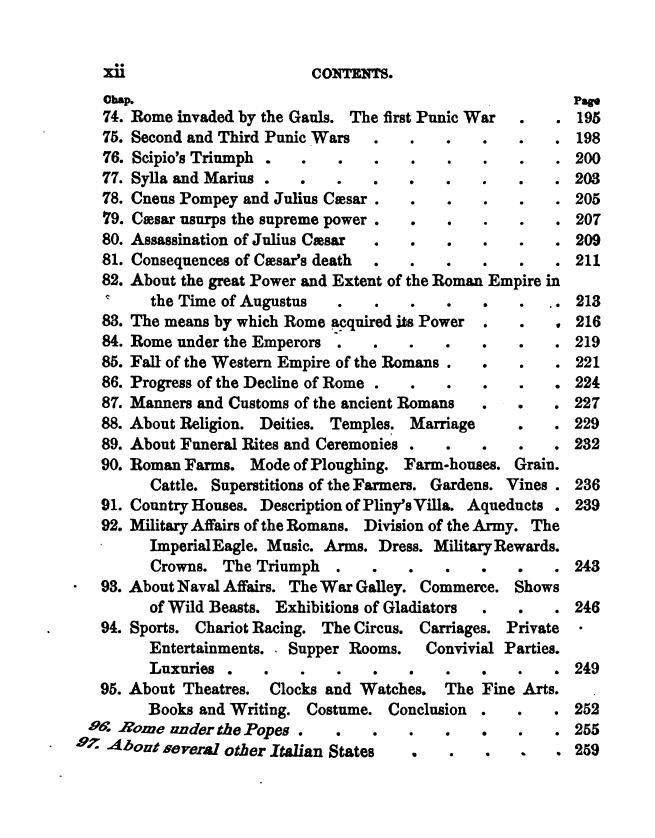 xii CONTENTS.
Chap. Page
74. Rome invaded by the Gauls. The first Punic War . . 195
75. Second and Third Punic Wars . . . . . . 198
76. Scipio's Triumph . . . . . . . . . 200
77. Sylla and Marius . . . . . . . . . 203
78. Cneus Pompey and Julius Cæsar . . . . . . 205
79. Cæsar usurps the supreme power . . . . . . 207
80. Assassination of Julius Cæsar . . . . . . 209
81. Consequences of Cæsar's death . . . . . . 211
82. About the great Power and Extent of the Roman Empire in
the Time of Augustus . . . . . . . 213
83. The means by which Rome acquired its Power . . . 216
84. Rome under the Emperors . . . . . . . 219
85. Fall of the Western Empire of the Romans . . . . 221
86. Progress of the Decline of Rome . . . . . . 224
87. Manners and Customs of the ancient Romans . . . 227
88. About Religion. Deities. Temples. Marriage . . 229
89. About Funeral Rites and Ceremonies . . . . . 232
90. Roman Farms. Mode of Ploughing. Farm-houses. Grain.
Cattle. Superstitions of the Farmers. Gardens. Vines . 236
91. Country Houses. Description of Pliny's Villa. Aqueducts . 239
92. Military Affairs of the Romans. Division of the Army. The
Imperial Eagle. Music. Arms. Dress. Military Rewards.
Crowns. The Triumph . . . . . . . 243
93. About Naval Affairs. The War Galley. Commerce. Shows
of Wild Beasts. Exhibitions of Gladiators . . . 246
94. Sports. Chariot Racing. The Circus. Carriages. Private
Entertainments. Supper Rooms. Convivial Parties.
Luxuries . . . . . . . . . . 249
95. About Theatres. Clocks and Watches. The Fine Arts.
Books and Writing. Costume. Conclusion . . . 252
96. Rome under the Popes . . . . . . . . 255
97. About several other Italian States . . . . . 259